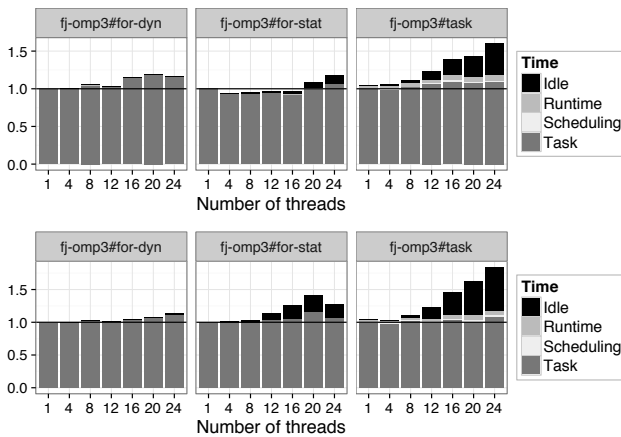 fj-omp3#for-dyn fj-omp3#for-stat fj-omp3#task
1.5
1.0
0.5
0.0
Time
Idle
Runtime
Scheduling
Task
1 4 8 12 16 20 24 1 4 8 12 16 20 24 1 4 8 12 16 20 24
Number of threads
fj-omp3#for-dyn fj-omp3#for-stat fj-omp3#task
1.5
1.0
0.5
0.0
Time
Idle
Runtime
Scheduling
Task
1 4 8 12 16 20 24 1 4 8 12 16 20 24 1 4 8 12 16 20 24
Number of threads